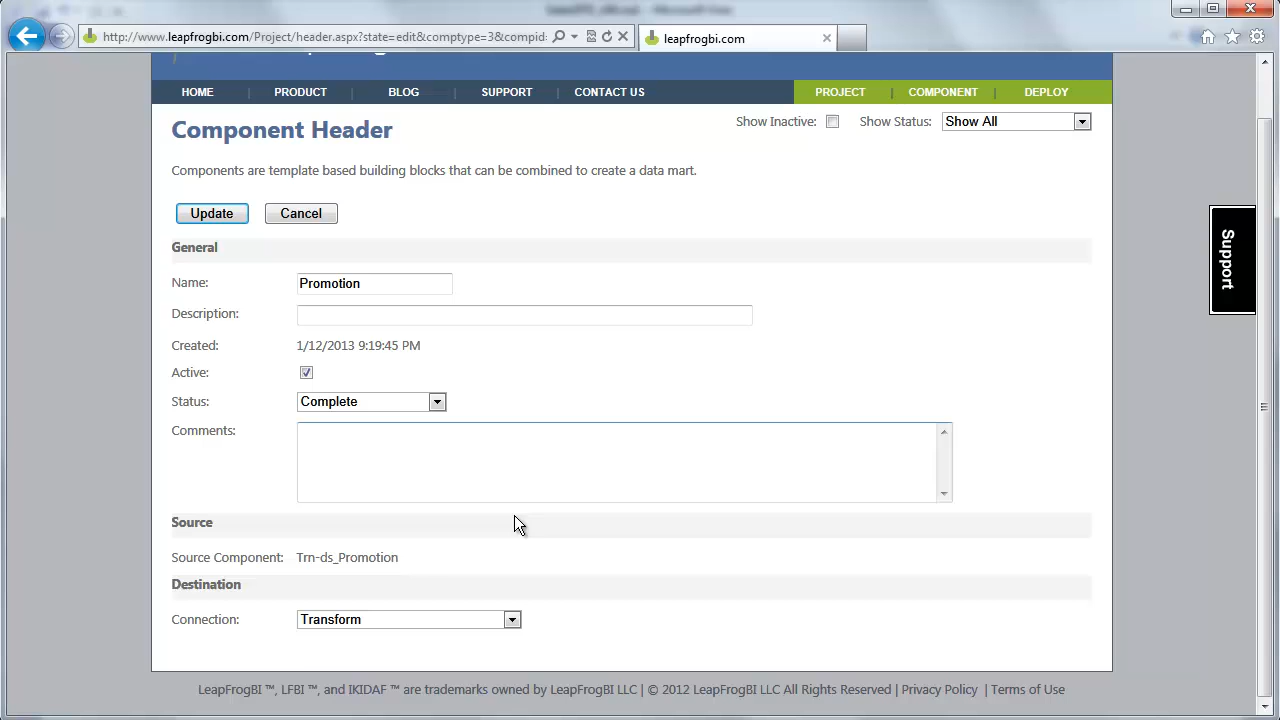 http://www.leapfrogbi.com/Project/header.aspx?state=edit&comptype=3&compid:
leapfrogbi.com
HOME | PRODUCT | BLOG | SUPPORT | CONTACT US
PROJECT | COMPONENT | DEPLOY
Component Header
Show Inactive:
Show Status: Show All
Components are template based building blocks that can be combined to create a data mart.
Update Cancel
General
Name: Promotion
Description:
Created: 1/12/2013 9:19:45 PM
Active:
Status: Complete
Comments:
Source
Source Component: Trn-ds_Promotion
Destination
Connection: Transform
Support
LeapFrogBI ™, LFBI ™, and IKIDAF ™ are trademarks owned by LeapFrogBI LLC | © 2012 LeapFrogBI LLC All Rights Reserved | Privacy Policy | Terms of Use